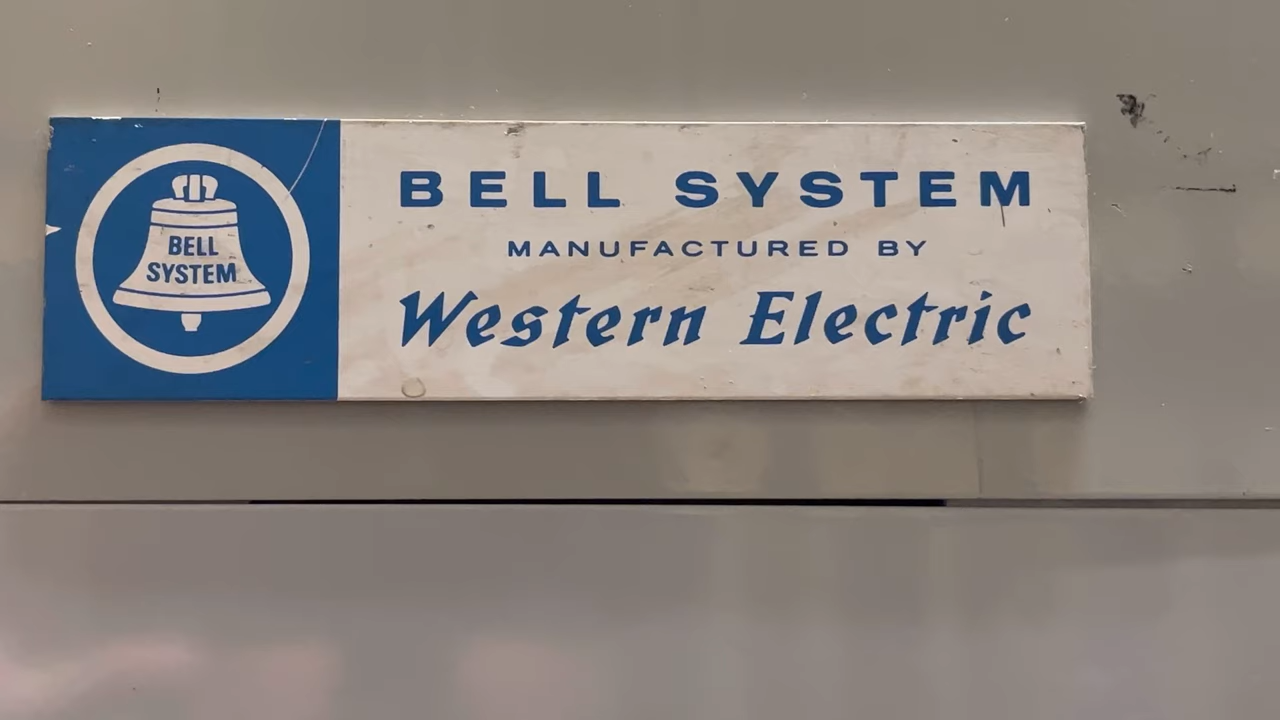 BELL
SYSTEM
BELL SYSTEM
MANUFACTURED BY
Western Electric